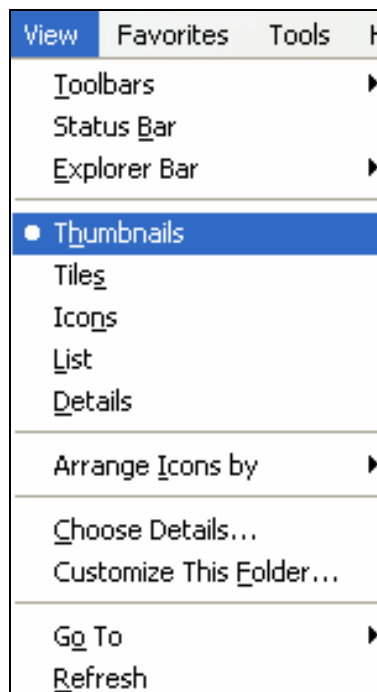 View Favorites Tools
Toolbars
Status Bar
Explorer Bar
Thumbnails
Tiles
Icons
List
Details
Arrange Icons by
Choose Details...
Customize This Folder...
Go To
Refresh